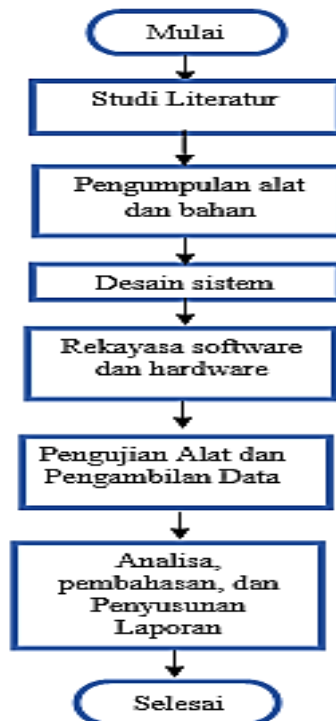 Mulai
Studi Literatur
Pengumpulan alat
dan bahan
Desain sistem
Rekayasa software
dan hardware
Pengujian Alat dan
Pengambilan Data
Analisa,
pembahasan, dan
Penyusunan
Laporan
Selesai